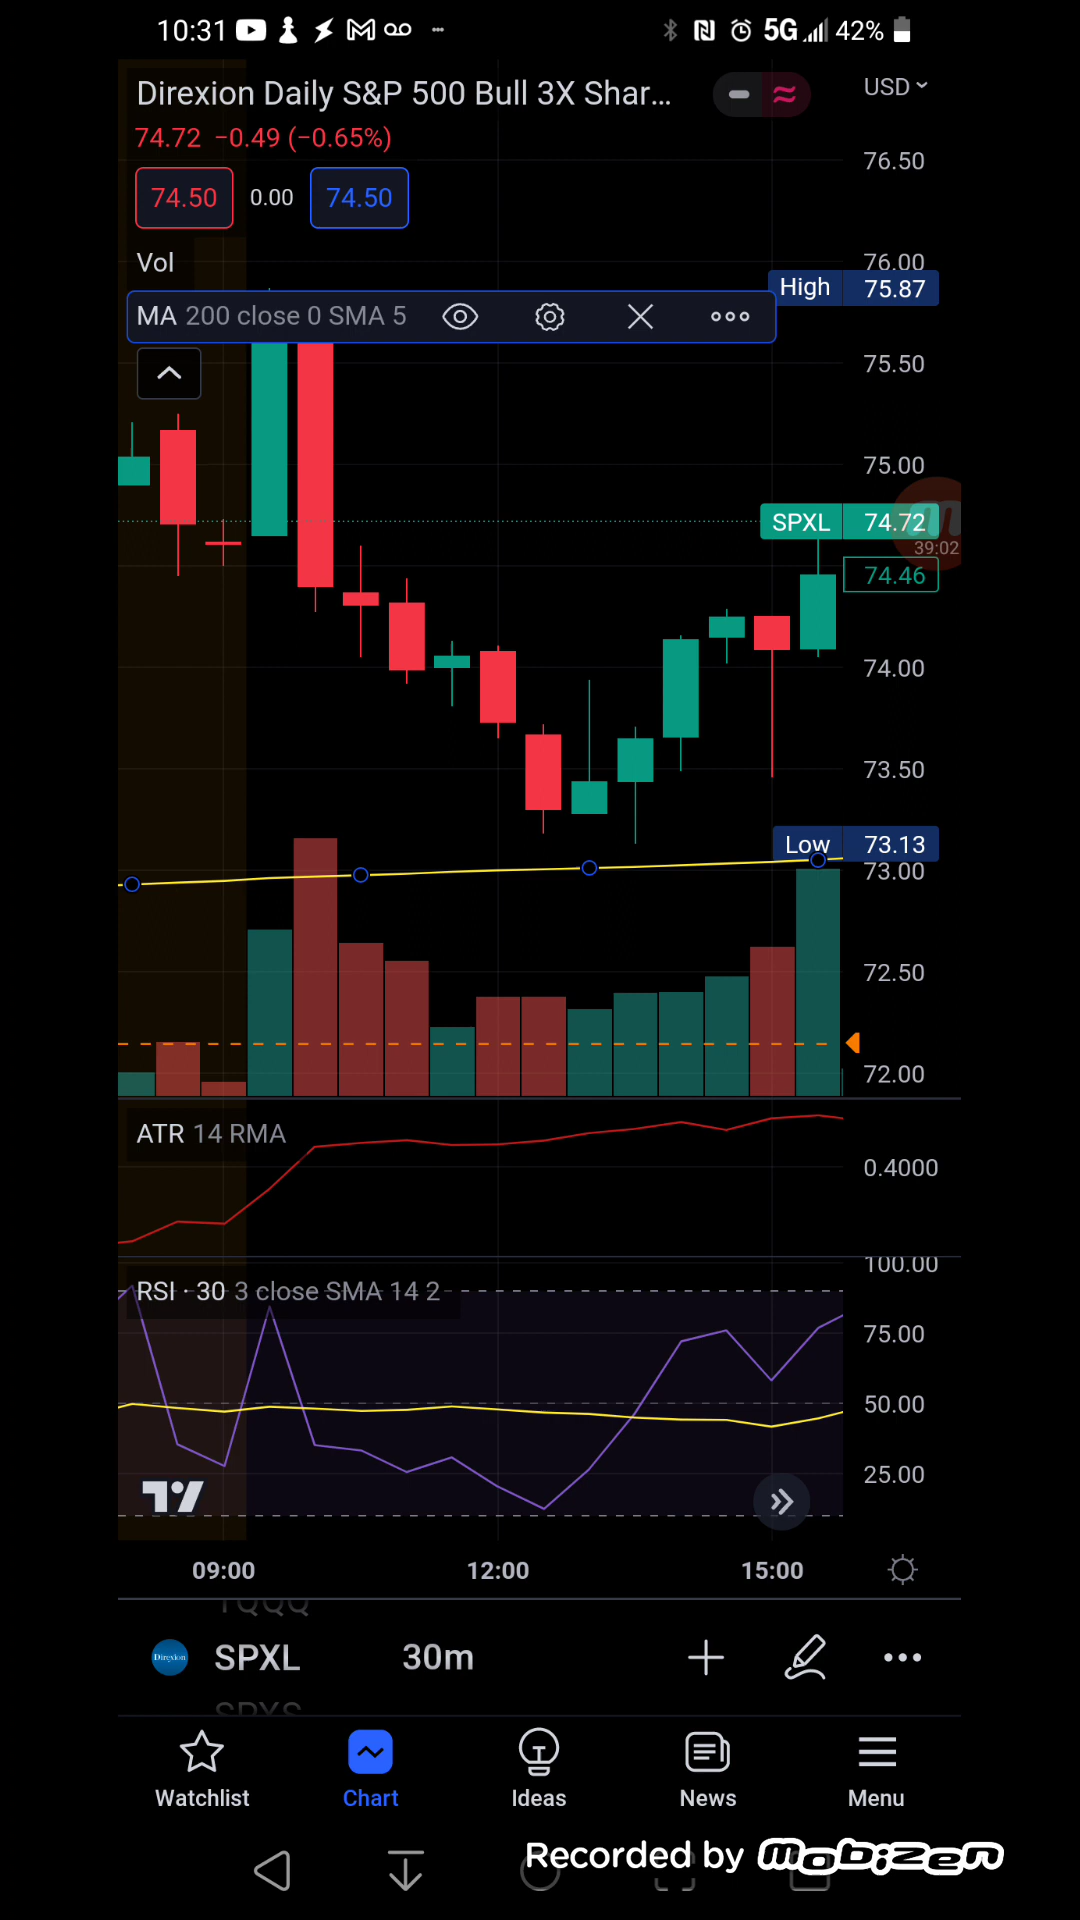 10:31 5G 42%
Direxion Daily S&P 500 Bull 3X Shar...
USD
74.72 −0.49 (−0.65%)
76.50
74.50 0.00 74.50
Vol
76.00
High 75.87
MA 200 close 0 SMA 5
75.50
75.00
SPXL 74.72
39:02
74.46
74.00
73.50
Low 73.13
73.00
72.50
72.00
ATR 14 RMA
0.4000
100.00
RSI · 30 3 close SMA 14 2
75.00
50.00
25.00
09:00 12:00 15:00
TQQQ
Direxion SPXL 30m
SPXS
Watchlist Chart Ideas News Menu
Recorded by mobizen